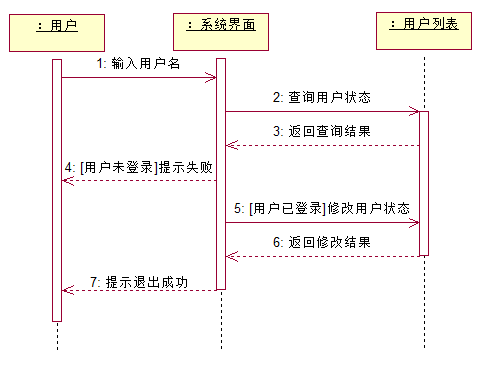 : 用户
: 系统界面
: 用户列表
1: 输入用户名
2: 查询用户状态
3: 返回查询结果
4: [用户未登录]提示失败
5: [用户已登录]修改用户状态
6: 返回修改结果
7: 提示退出成功